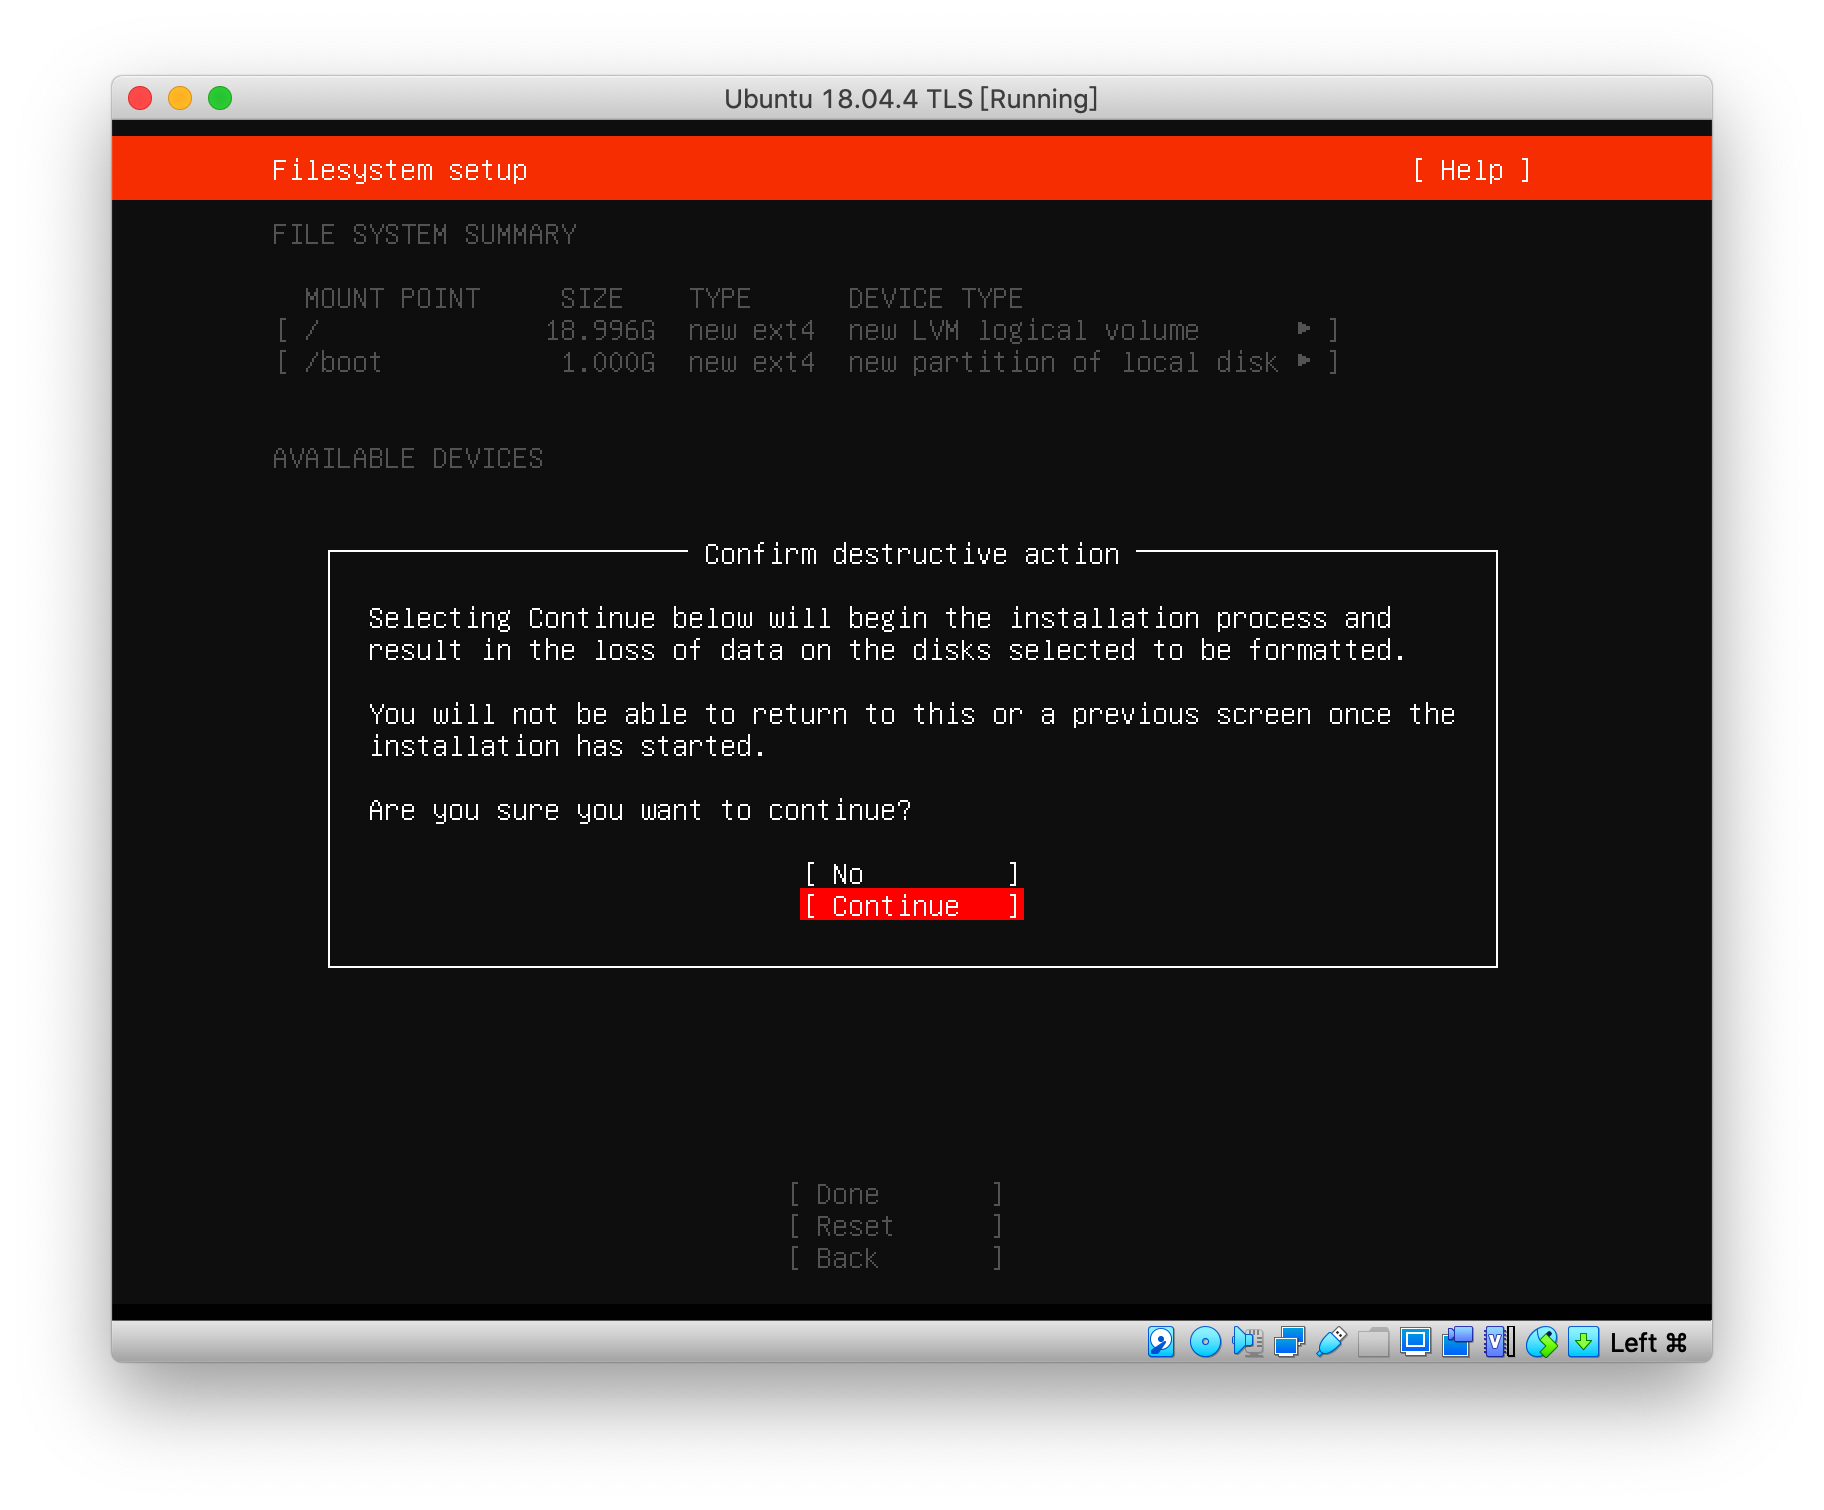 Ubuntu 18.04.4 TLS [Running]
Filesystem setup [ Help ]
FILE SYSTEM SUMMARY
MOUNT POINT SIZE TYPE DEVICE TYPE
[ / 18.996G new ext4 new LVM logical volume ▸ ]
[ /boot 1.000G new ext4 new partition of local disk ▸ ]
AVAILABLE DEVICES
Confirm destructive action
Selecting Continue below will begin the installation process and
result in the loss of data on the disks selected to be formatted.
You will not be able to return to this or a previous screen once the
installation has started.
Are you sure you want to continue?
[ No ]
[ Continue ]
[ Done ]
[ Reset ]
[ Back ]
Left ⌘